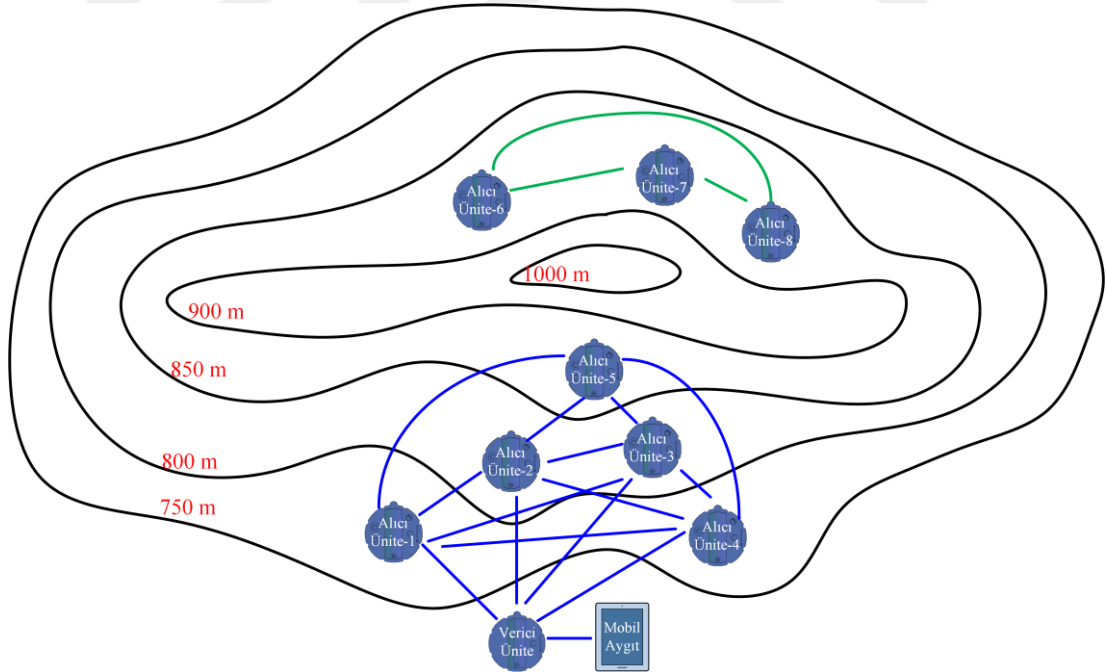 Alıcı
Ünite-7
Alıcı
Ünite-6
Alıcı
Ünite-8
1000 m
900 m
850 m
Alıcı
Ünite-5
Alıcı
Ünite-3
Alıcı
Ünite-2
800 m
750 m
Alıcı
Ünite-1
Alıcı
Ünite-4
Verici
Ünite
Mobil
Aygıt